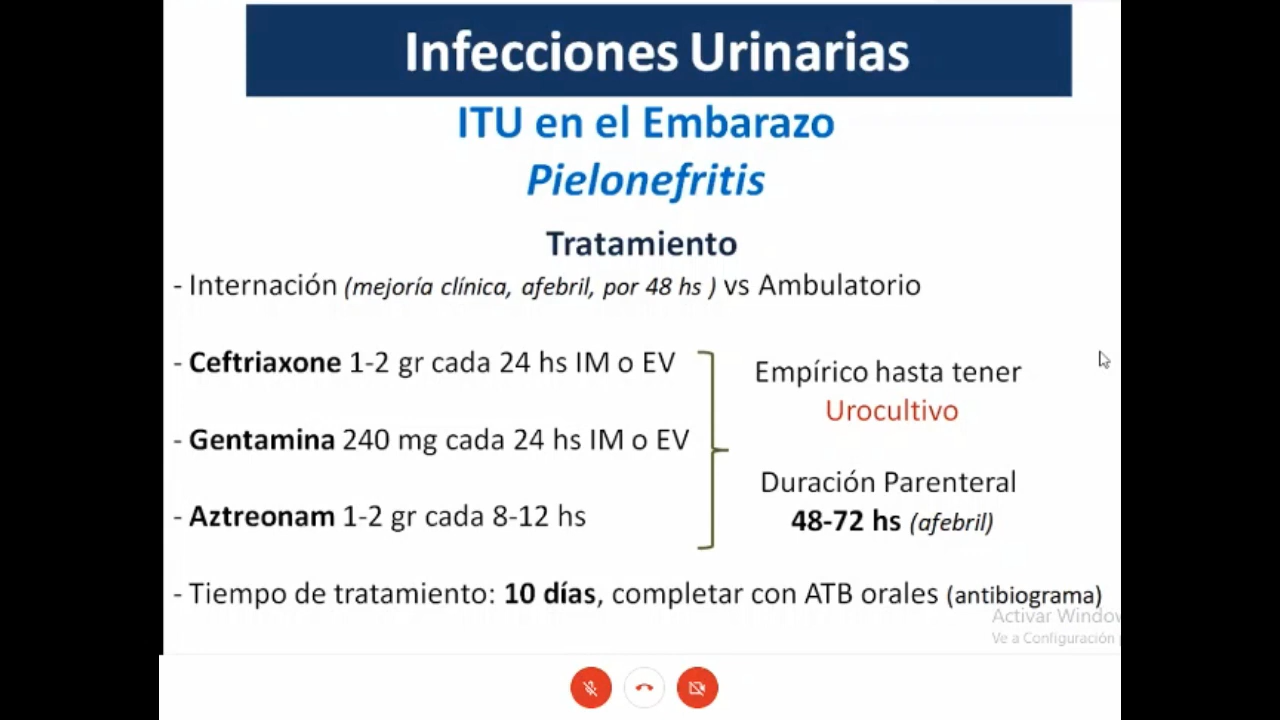 Infecciones Urinarias
ITU en el Embarazo
Pielonefritis
Tratamiento
- Internación (mejoría clínica, afebril, por 48 hs ) vs Ambulatorio
- Ceftriaxone 1-2 gr cada 24 hs IM o EV
- Gentamina 240 mg cada 24 hs IM o EV
- Aztreonam 1-2 gr cada 8-12 hs
Empírico hasta tener
Urocultivo
Duración Parenteral
48-72 hs (afebril)
- Tiempo de tratamiento: 10 días, completar con ATB orales (antibiograma)
Activar Window
Ve a Configuración